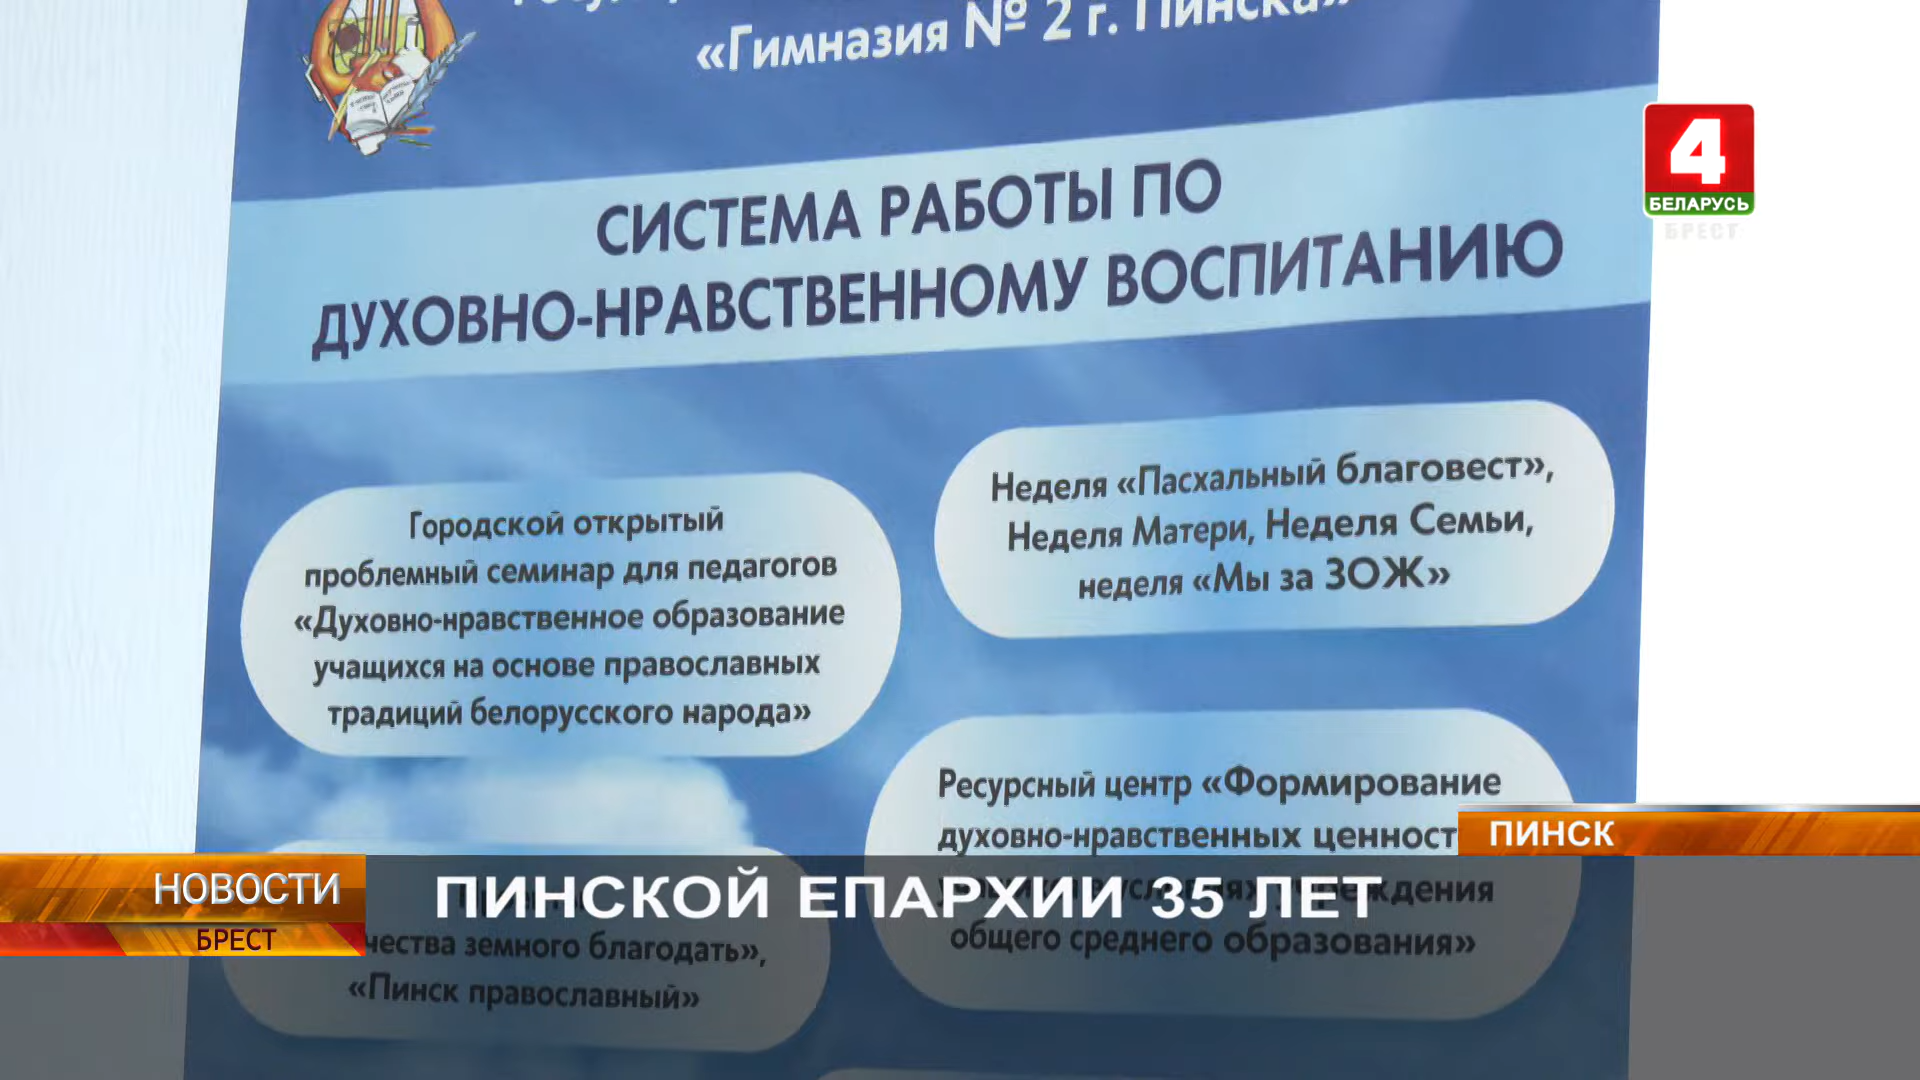 «Гимназия № 2 г. Пинска»
4
БЕЛАРУСЬ
БРЕСТ
СИСТЕМА РАБОТЫ ПО
ДУХОВНО-НРАВСТВЕННОМУ ВОСПИТАНИЮ
Городской открытый
проблемный семинар для педагогов
«Духовно-нравственное образование
учащихся на основе православных
традиций белорусского народа»
Неделя «Пасхальный благовест»,
Неделя Матери, Неделя Семьи,
неделя «Мы за ЗОЖ»
Ресурсный центр «Формирование
духовно-нравственных ценност
общего среднего образования»
чества земного благодать»,
«Пинск православный»
ПИНСК
НОВОСТИ
БРЕСТ
ПИНСКОЙ ЕПАРХИИ 35 ЛЕТ